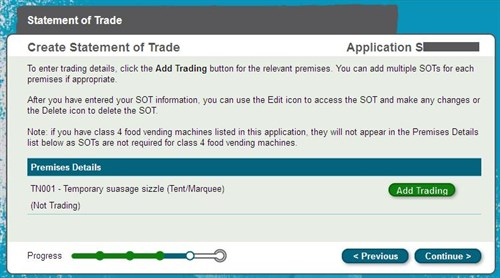 Statement of Trade
Create Statement of Trade Application S
To enter trading details, click the Add Trading button for the relevant premises. You can add multiple SOTs for each
premises if appropriate.
After you have entered your SOT information, you can use the Edit icon to access the SOT and make any changes or
the Delete icon to delete the SOT.
Note: if you have class 4 food vending machines listed in this application, they will not appear in the Premises Details
list below as SOTs are not required for class 4 food vending machines.
Premises Details
TN001 - Temporary suasage sizzle (Tent/Marquee) Add Trading
(Not Trading)
Progress < Previous Continue >